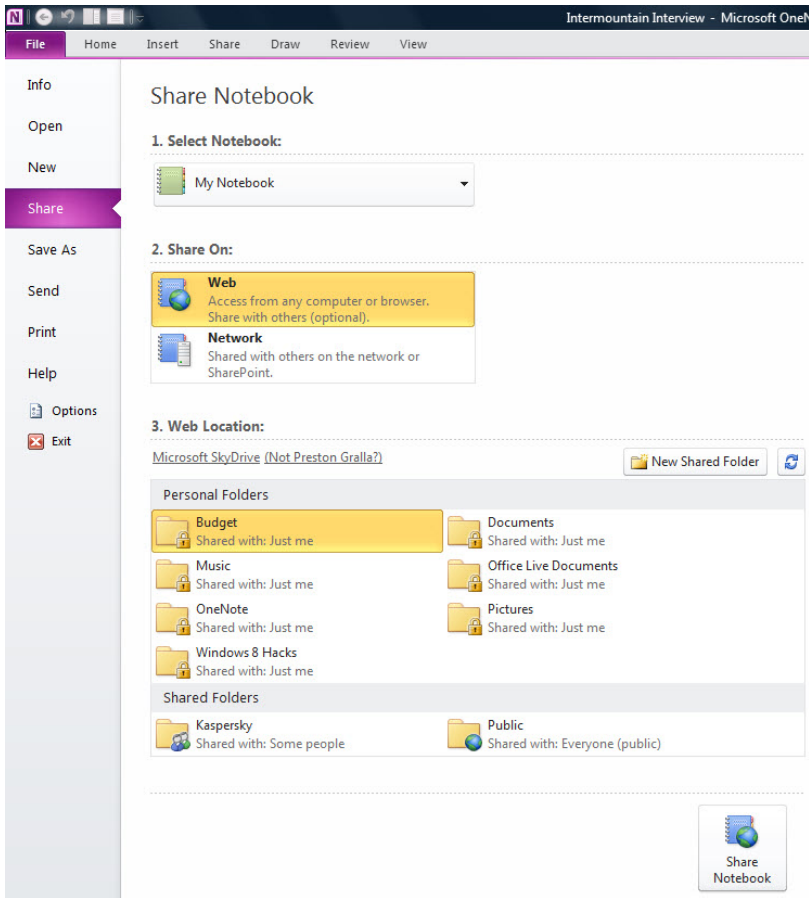 Intermountain Interview - Microsoft OneN
File Home Insert Share Draw Review View
Info
Open
New
Share
Save As
Send
Print
Help
Options
Exit
Share Notebook
1. Select Notebook:
My Notebook
2. Share On:
Web
Access from any computer or browser.
Share with others (optional).
Network
Shared with others on the network or
SharePoint.
3. Web Location:
Microsoft SkyDrive (Not Preston Gralla?)
New Shared Folder
Personal Folders
Budget
Shared with: Just me
Documents
Shared with: Just me
Music
Shared with: Just me
Office Live Documents
Shared with: Just me
OneNote
Shared with: Just me
Pictures
Shared with: Just me
Windows 8 Hacks
Shared with: Just me
Shared Folders
Kaspersky
Shared with: Some people
Public
Shared with: Everyone (public)
Share
Notebook